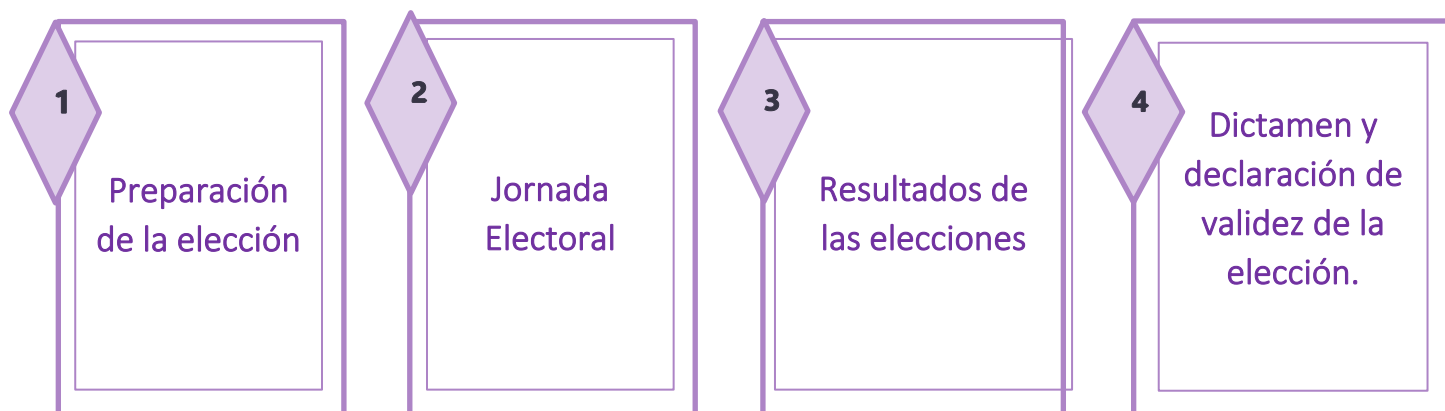 1
Preparación
de la elección
2
Jornada
Electoral
3
Resultados de
las elecciones
4
Dictamen y
declaración de
validez de la
elección.